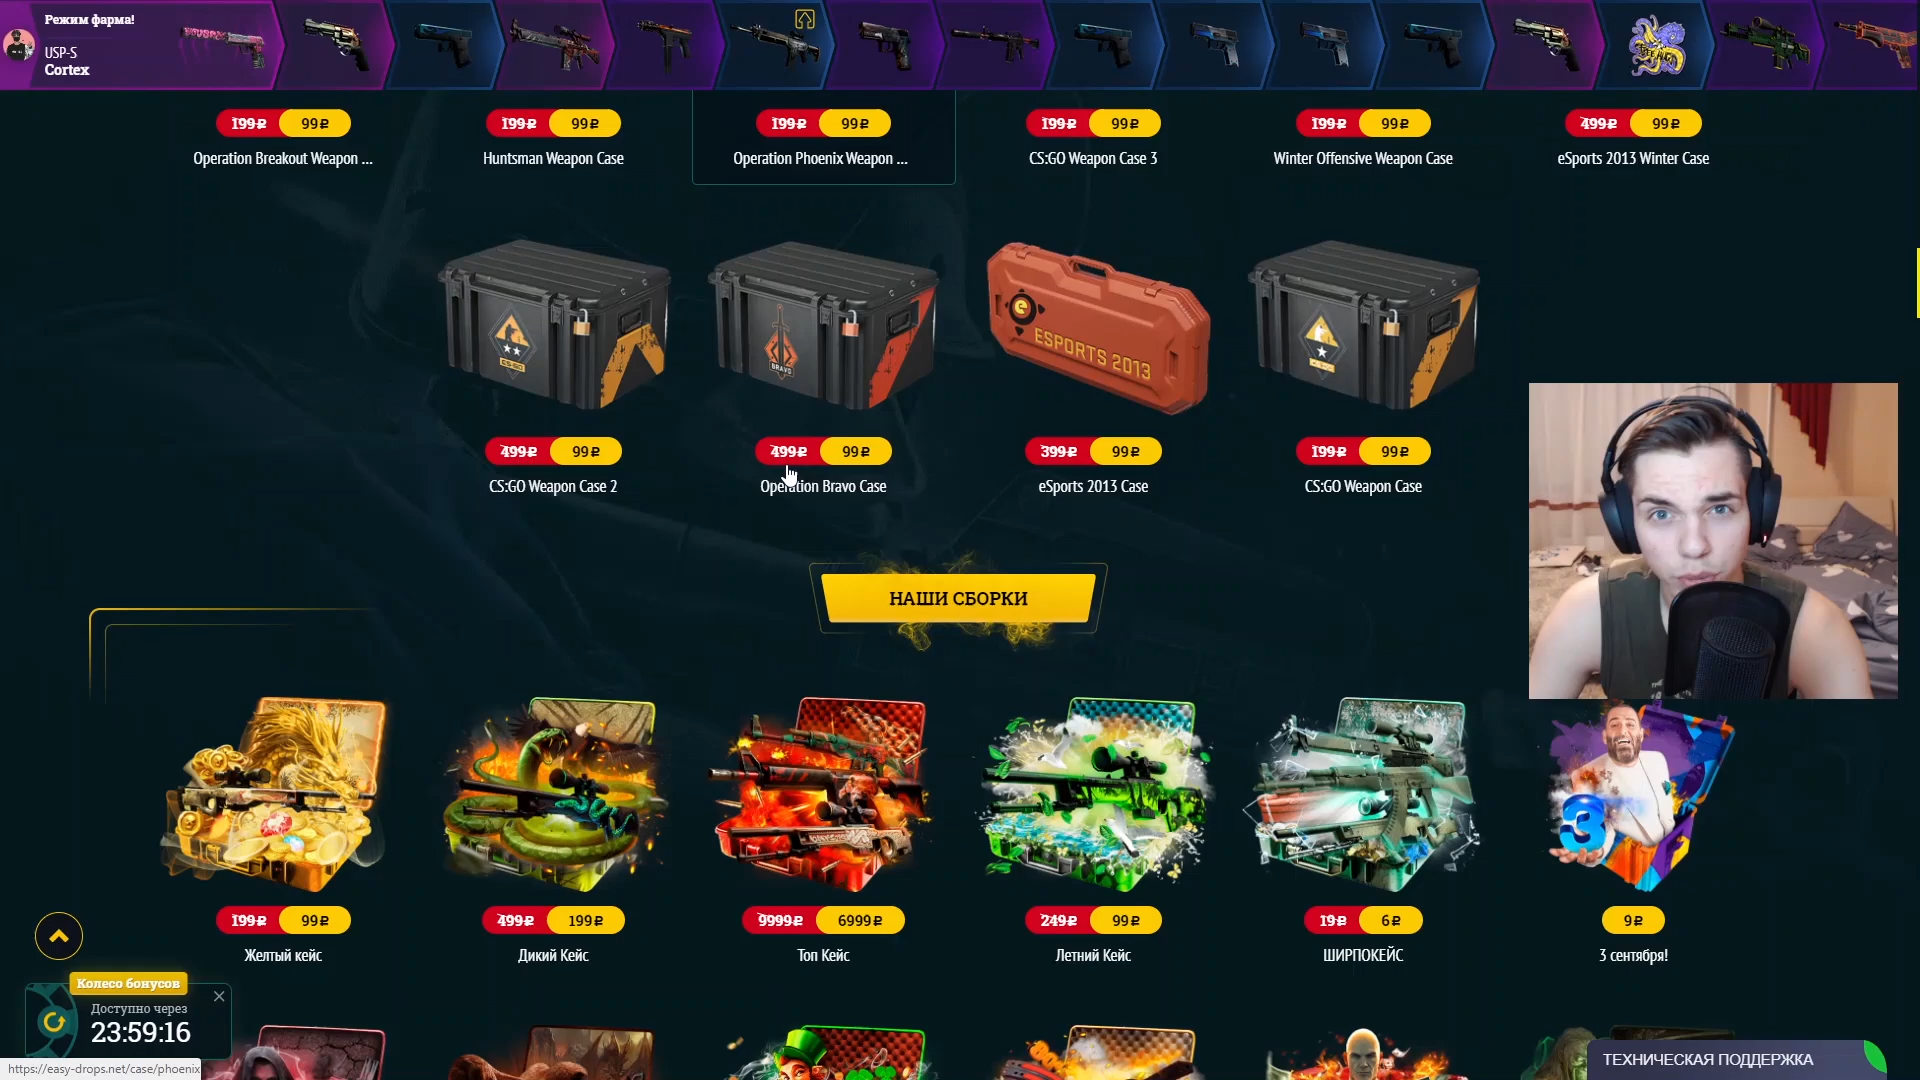 Режим фарма!
USP-S
Cortex
199₽ 99₽
199₽ 99₽
199₽ 99₽
199₽ 99₽
199₽ 99₽
499₽ 99₽
Operation Breakout Weapon ...
Huntsman Weapon Case
Operation Phoenix Weapon ...
CS:GO Weapon Case 3
Winter Offensive Weapon Case
eSports 2013 Winter Case
CS:GO
BRAVO
ESPORTS 2013
499₽ 99₽
499₽ 99₽
399₽ 99₽
199₽ 99₽
CS:GO Weapon Case 2
Operation Bravo Case
eSports 2013 Case
CS:GO Weapon Case
НАШИ СБОРКИ
3
199₽ 99₽
499₽ 199₽
9999₽ 6999₽
249₽ 99₽
19₽ 6₽
9₽
Желтый кейс
Дикий Кейс
Топ Кейс
Летний Кейс
ШИРПОКЕЙС
3 сентября!
Колесо бонусов
Доступно через
23:59:16
https://easy-drops.net/case/phoenix
ТЕХНИЧЕСКАЯ ПОДДЕРЖКА